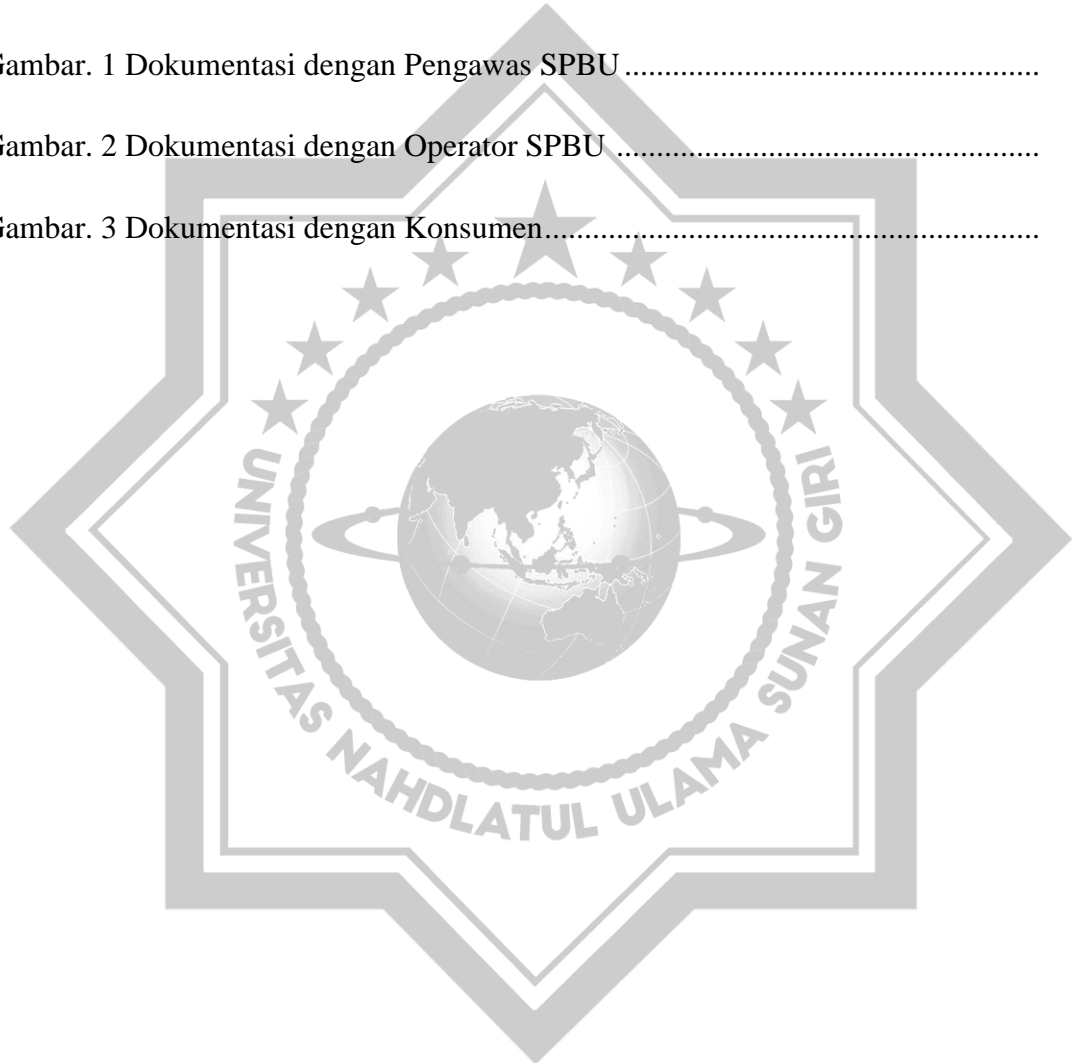 Gambar. 1 Dokumentasi dengan Pengawas SPBU ....................................................
Gambar. 2 Dokumentasi dengan Operator SPBU .....................................................
Gambar. 3 Dokumentasi dengan Konsumen..............................................................
UNIVERSITAS NAHDLATUL ULAMA SUNAN GIRI